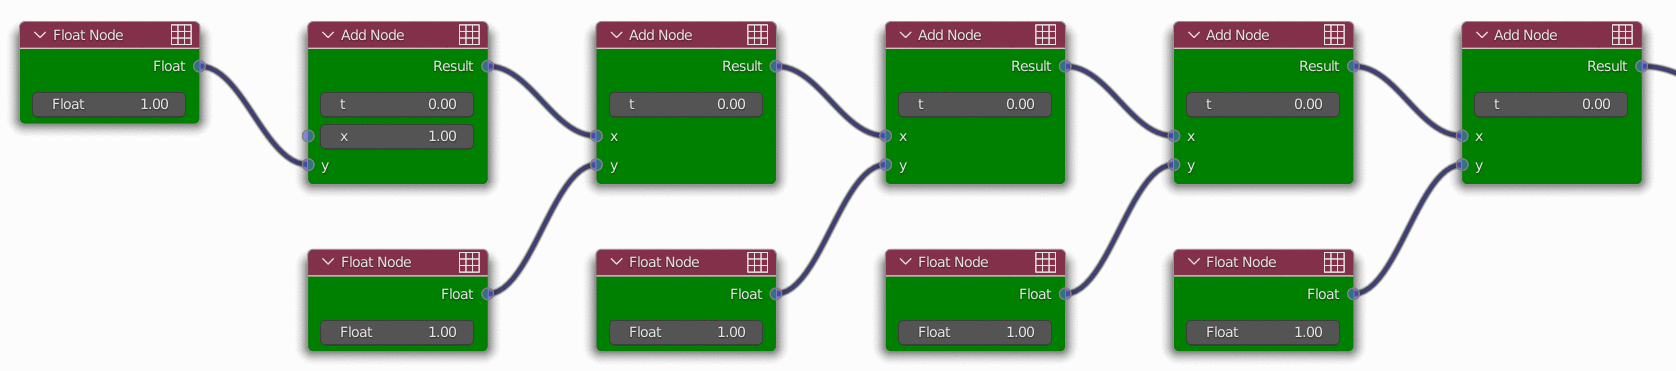 Float Node
Float
Float 1.00
Add Node
Result
t 0.00
x 1.00
y
Add Node
Result
t 0.00
x
y
Add Node
Result
t 0.00
x
y
Add Node
Result
t 0.00
x
y
Add Node
Result
t 0.00
x
y
Float Node
Float
Float 1.00
Float Node
Float
Float 1.00
Float Node
Float
Float 1.00
Float Node
Float
Float 1.00